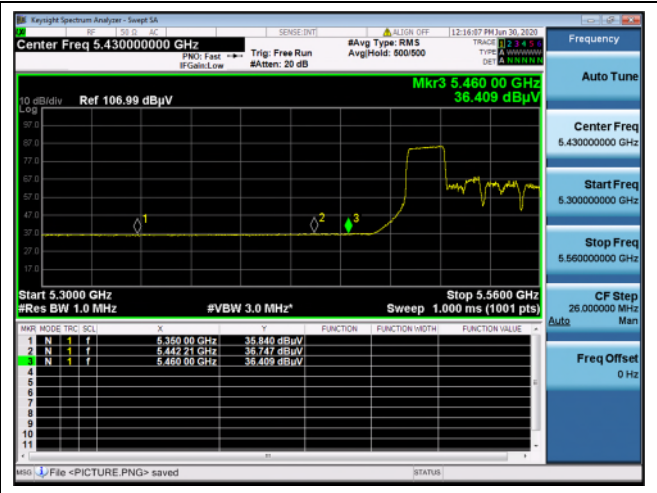 Keysight Spectrum Analyzer - Swept SA
RF 50 Ω AC SENSE:INT ALIGN OFF 12:16:07 PM Jun 30, 2020
Center Freq 5.430000000 GHz
PNO: Fast
IFGain:Low
Trig: Free Run
#Atten: 20 dB
#Avg Type: RMS
Avg|Hold: 500/500
TRACE 1 2 3 4 5 6
TYPE A WWWWW
DET A N N N N N
Mkr3 5.460 00 GHz
36.409 dBµV
10 dB/div Ref 106.99 dBµV
Log
97.0
87.0
77.0
67.0
57.0
47.0
37.0
27.0
17.0
1
2
3
Start 5.3000 GHz Stop 5.5600 GHz
#Res BW 1.0 MHz #VBW 3.0 MHz* Sweep 1.000 ms (1001 pts)
MKR MODE TRC SCL X Y FUNCTION FUNCTION WIDTH FUNCTION VALUE
1 N 1 f 5.350 00 GHz 35.840 dBµV
2 N 1 f 5.442 21 GHz 36.747 dBµV
3 N 1 f 5.460 00 GHz 36.409 dBµV
4
5
6
7
8
9
10
11
MSG File <PICTURE.PNG> saved STATUS
Frequency
Auto Tune
Center Freq
5.430000000 GHz
Start Freq
5.300000000 GHz
Stop Freq
5.560000000 GHz
CF Step
26.000000 MHz
Auto Man
Freq Offset
0 Hz